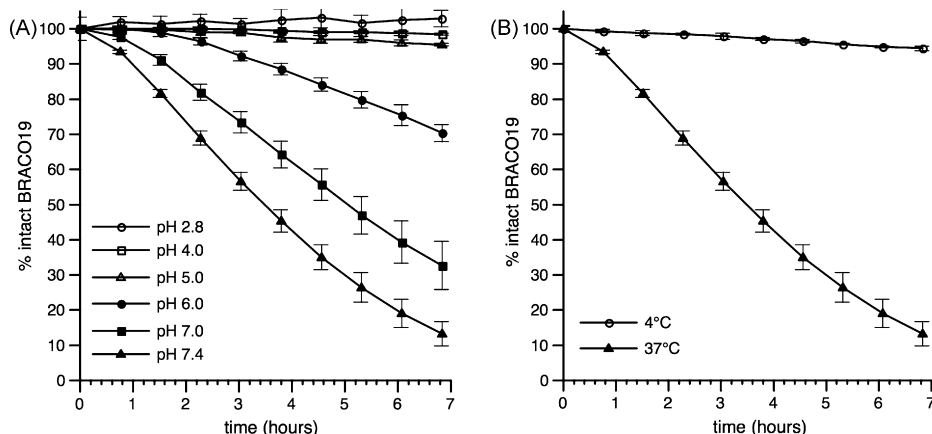 (A)
% intact BRACO19
100
90
80
70
60
50
40
30
20
10
0
pH 2.8
pH 4.0
pH 5.0
pH 6.0
pH 7.0
pH 7.4
0 1 2 3 4 5 6 7
time (hours)
(B)
% intact BRACO19
100
90
80
70
60
50
40
30
20
10
0
4°C
37°C
0 1 2 3 4 5 6 7
time (hours)